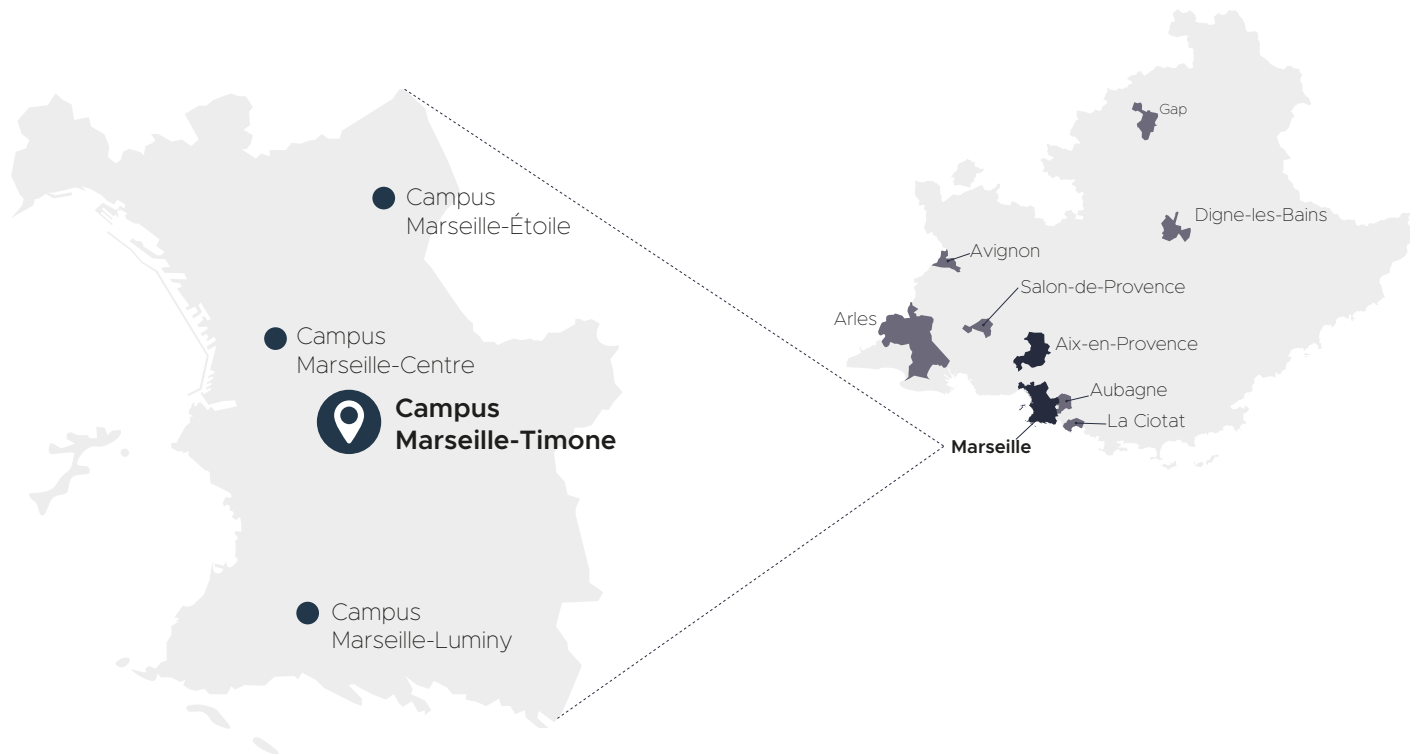 Campus
Marseille-Étoile
Campus
Marseille-Centre
Campus
Marseille-Timone
Campus
Marseille-Luminy
Gap
Digne-les-Bains
Avignon
Salon-de-Provence
Arles
Aix-en-Provence
Aubagne
La Ciotat
Marseille